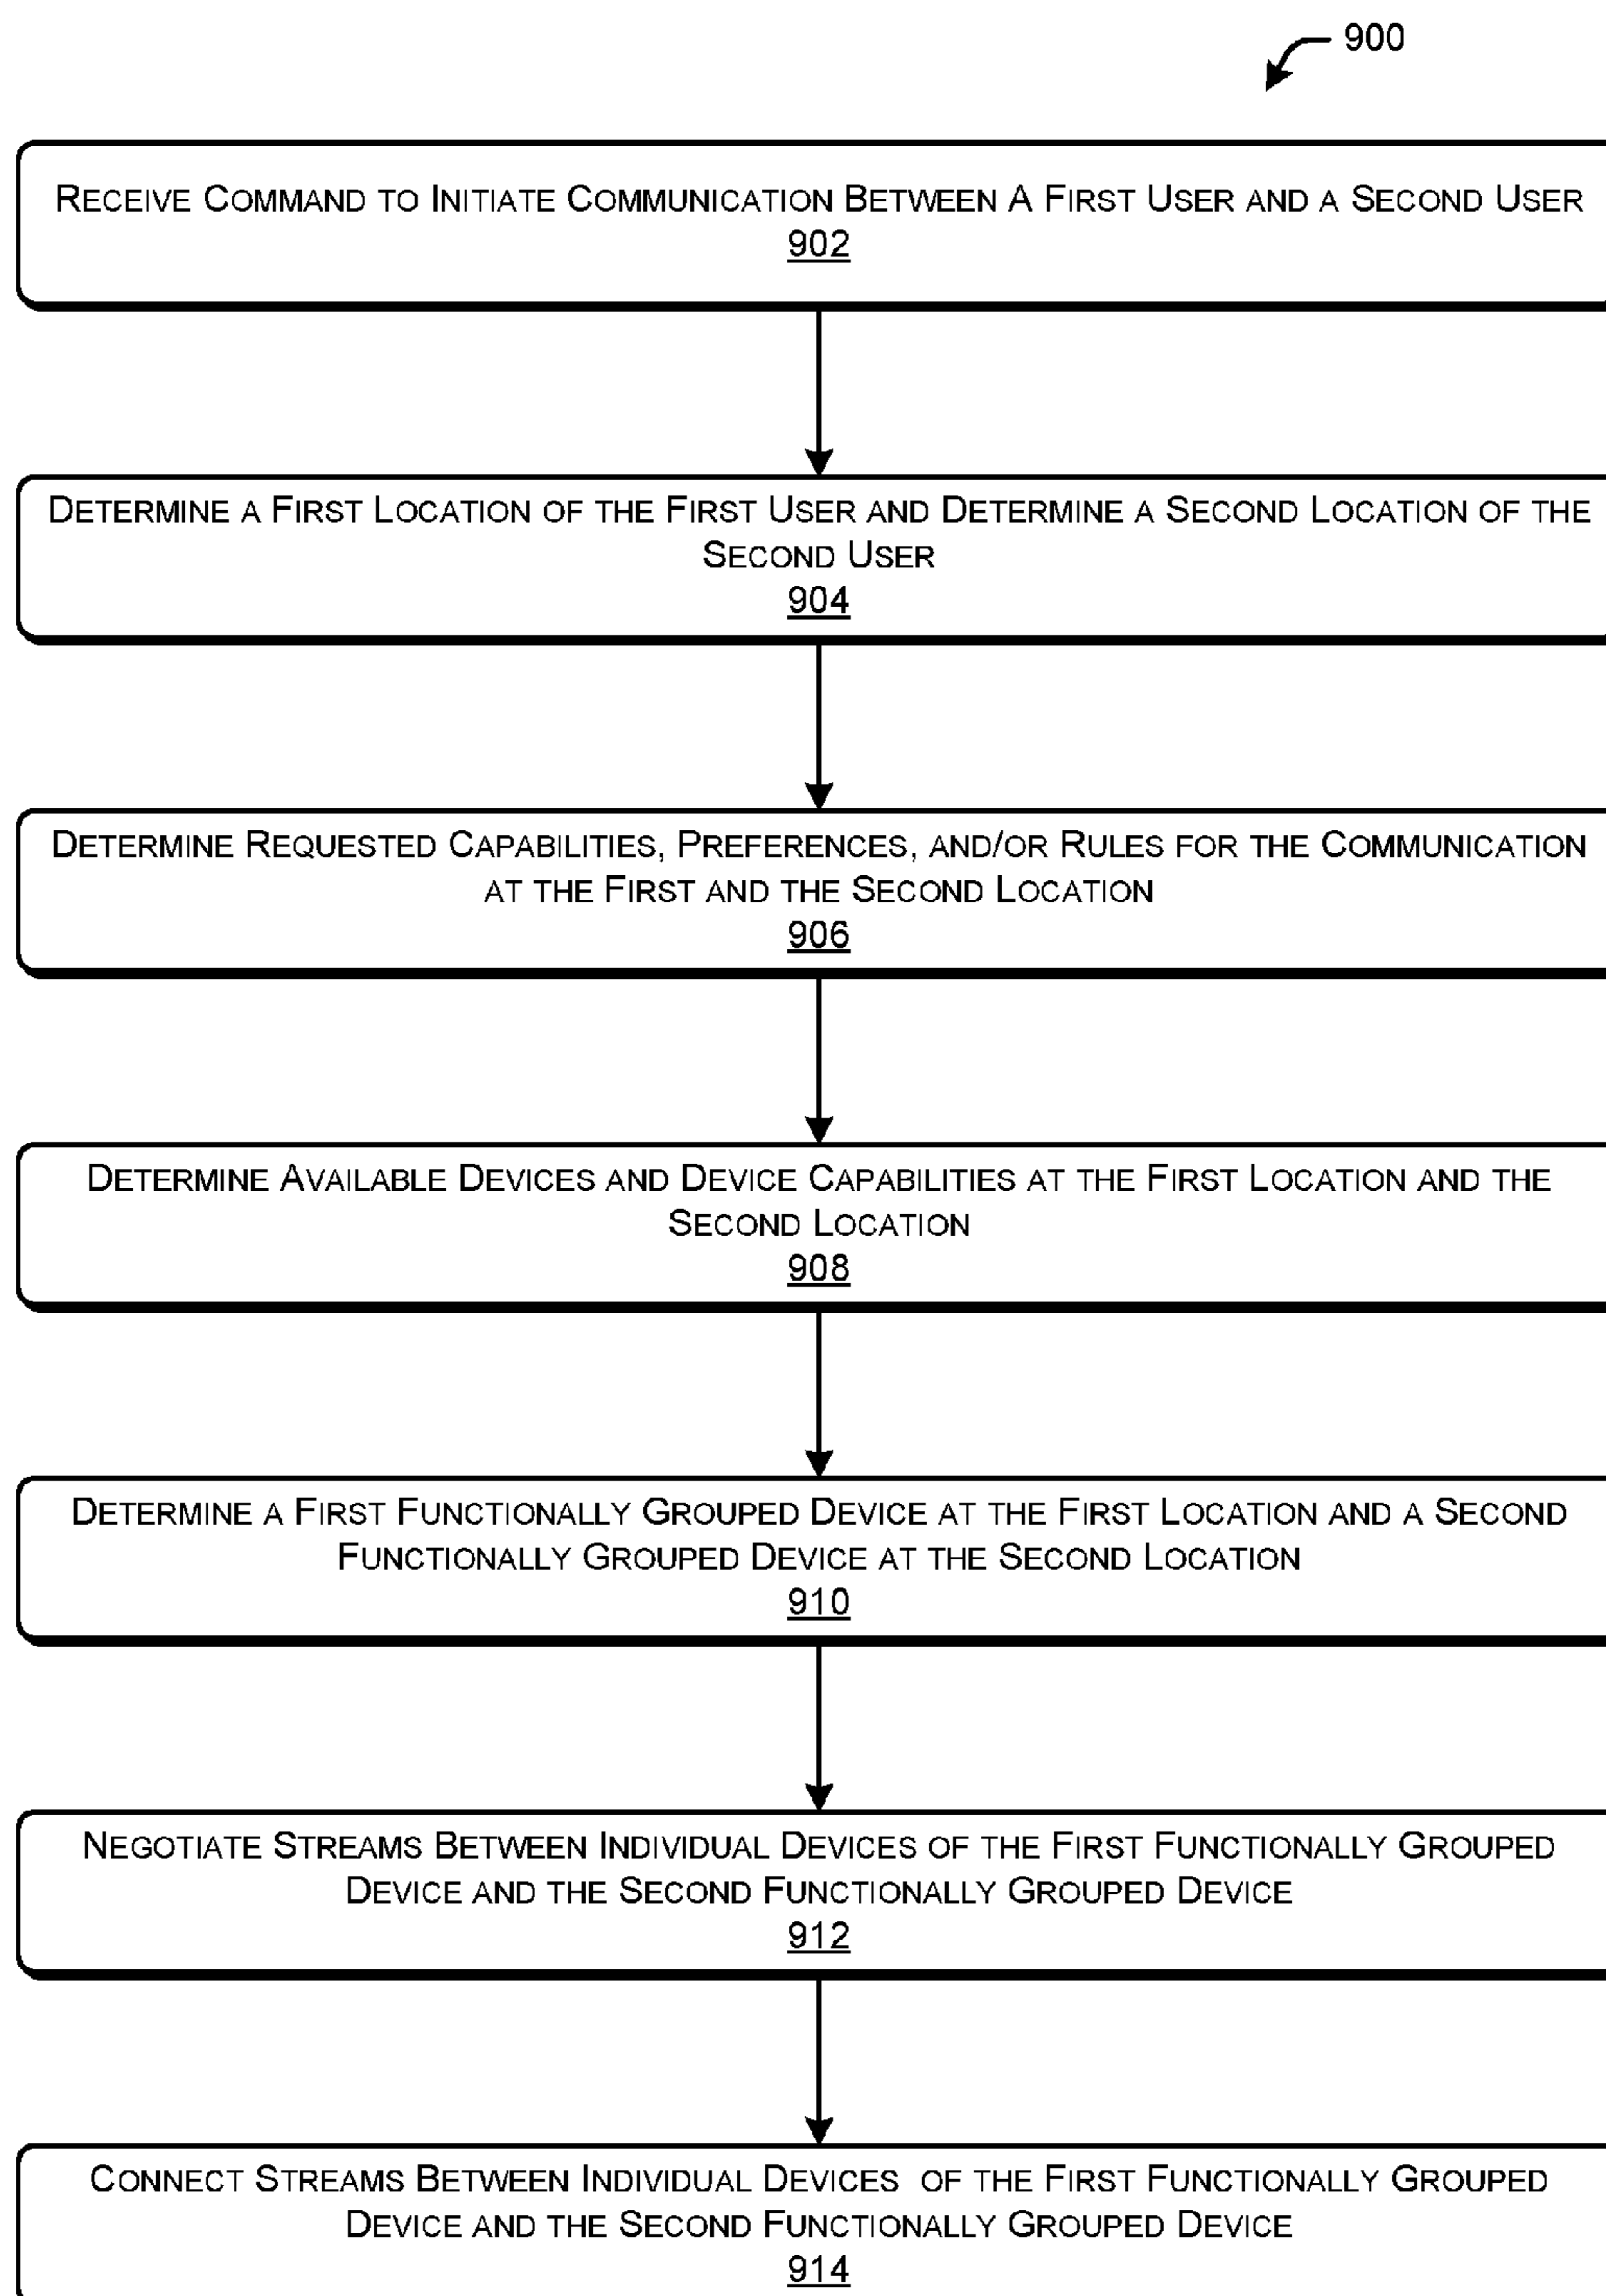 900
RECEIVE COMMAND TO INITIATE COMMUNICATION BETWEEN A FIRST USER AND A SECOND USER
902
DETERMINE A FIRST LOCATION OF THE FIRST USER AND DETERMINE A SECOND LOCATION OF THE
SECOND USER
904
DETERMINE REQUESTED CAPABILITIES, PREFERENCES, AND/OR RULES FOR THE COMMUNICATION
AT THE FIRST AND THE SECOND LOCATION
906
DETERMINE AVAILABLE DEVICES AND DEVICE CAPABILITIES AT THE FIRST LOCATION AND THE
SECOND LOCATION
908
DETERMINE A FIRST FUNCTIONALLY GROUPED DEVICE AT THE FIRST LOCATION AND A SECOND
FUNCTIONALLY GROUPED DEVICE AT THE SECOND LOCATION
910
NEGOTIATE STREAMS BETWEEN INDIVIDUAL DEVICES OF THE FIRST FUNCTIONALLY GROUPED
DEVICE AND THE SECOND FUNCTIONALLY GROUPED DEVICE
912
CONNECT STREAMS BETWEEN INDIVIDUAL DEVICES OF THE FIRST FUNCTIONALLY GROUPED
DEVICE AND THE SECOND FUNCTIONALLY GROUPED DEVICE
914